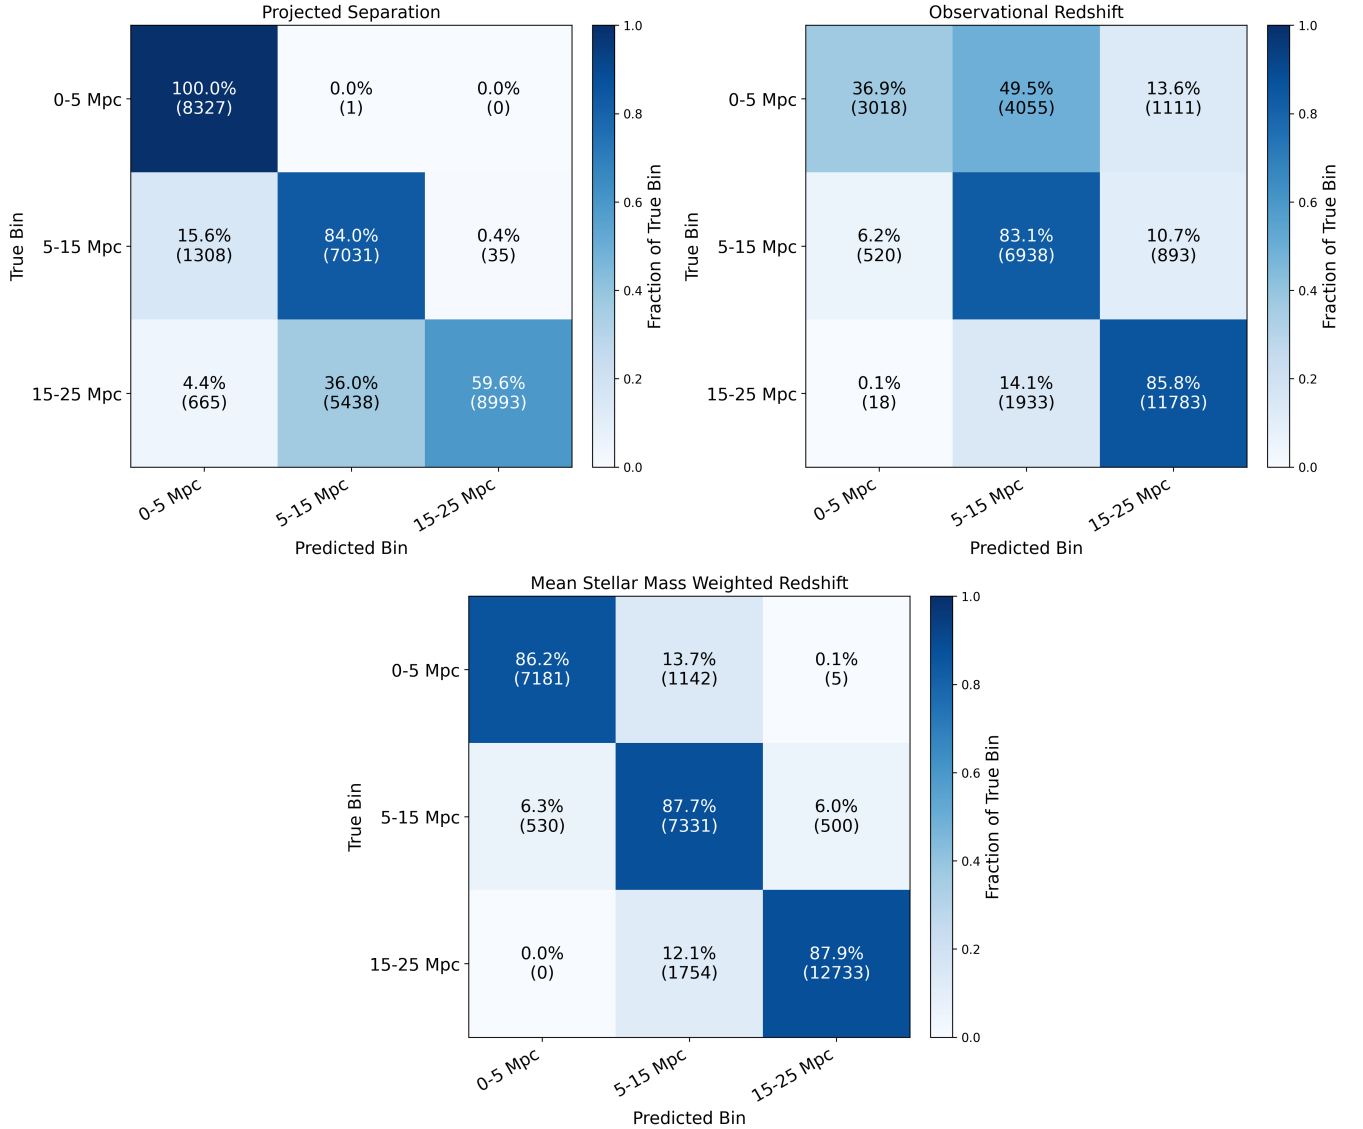 Projected Separation
1.0
0.8
0.6
0.4
0.2
0.0
Fraction of True Bin
True Bin
0-5 Mpc
5-15 Mpc
15-25 Mpc
100.0%
(8327)
0.0%
(1)
0.0%
(0)
15.6%
(1308)
84.0%
(7031)
0.4%
(35)
4.4%
(665)
36.0%
(5438)
59.6%
(8993)
0-5 Mpc
5-15 Mpc
15-25 Mpc
Predicted Bin
Observational Redshift
1.0
0.8
0.6
0.4
0.2
0.0
Fraction of True Bin
True Bin
0-5 Mpc
5-15 Mpc
15-25 Mpc
36.9%
(3018)
49.5%
(4055)
13.6%
(1111)
6.2%
(520)
83.1%
(6938)
10.7%
(893)
0.1%
(18)
14.1%
(1933)
85.8%
(11783)
0-5 Mpc
5-15 Mpc
15-25 Mpc
Predicted Bin
Mean Stellar Mass Weighted Redshift
1.0
0.8
0.6
0.4
0.2
0.0
Fraction of True Bin
True Bin
0-5 Mpc
5-15 Mpc
15-25 Mpc
86.2%
(7181)
13.7%
(1142)
0.1%
(5)
6.3%
(530)
87.7%
(7331)
6.0%
(500)
0.0%
(0)
12.1%
(1754)
87.9%
(12733)
0-5 Mpc
5-15 Mpc
15-25 Mpc
Predicted Bin